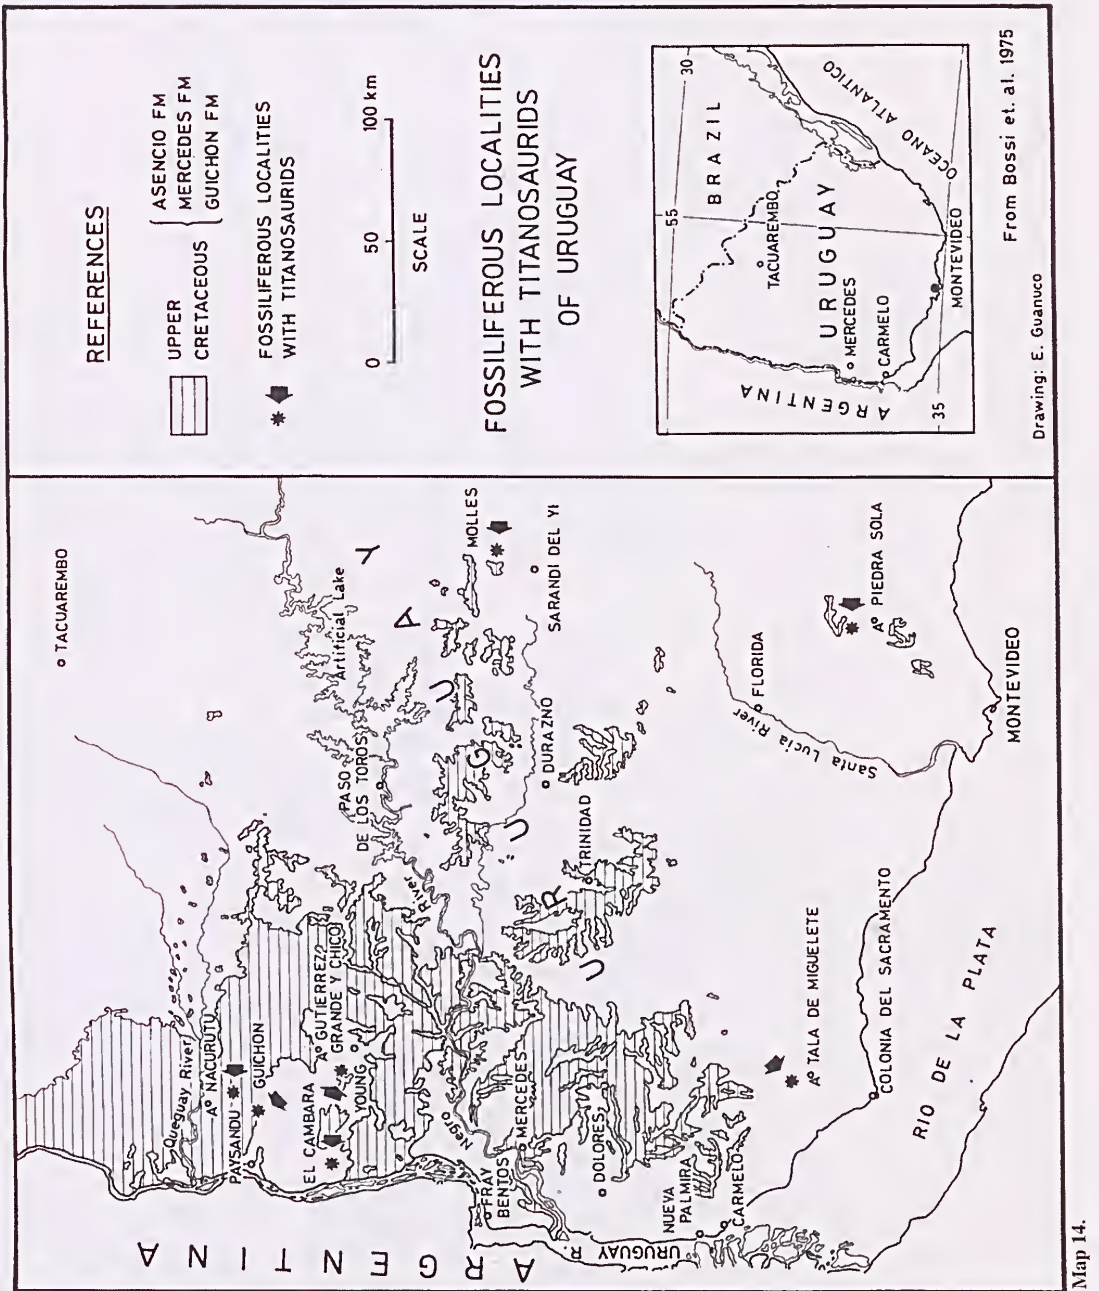 TACUAREMBO
Artificial Lake
PASO
DE LOS TOROS
Queguay River
Aº NACURUTU
PAYSANDU
GUICHON
Aº GUTIERREZ
GRANDE Y CHICO
EL CAMBARA
YOUNG
Negro
River
MOLLES
SARANDI DEL YI
DURAZNO
TRINIDAD
URUGUAY
ARGENTINA
FRAY
BENTOS
MERCEDES
DOLORES
NUEVA
PALMIRA
CARMELO
URUGUAY R.
FLORIDA
Santa Lucía River
Aº PIEDRA SOLA
MONTEVIDEO
Aº TALA DE MIGUELETE
COLONIA DEL SACRAMENTO
RIO DE LA PLATA
REFERENCES
UPPER
CRETACEOUS
ASENCIO FM
MERCEDES FM
GUICHON FM
FOSSILIFEROUS LOCALITIES
WITH TITANOSAURIDS
0 50 100 km
SCALE
FOSSILIFEROUS LOCALITIES
WITH TITANOSAURIDS
OF URUGUAY
30
BRAZIL
55
TACUAREMBO
URUGUAY
MERCEDES
CARMELO
ARGENTINA
OCEANO ATLANTICO
MONTEVIDEO
35
Drawing: E. Guanuco
From Bossi et. al. 1975
Map 14.